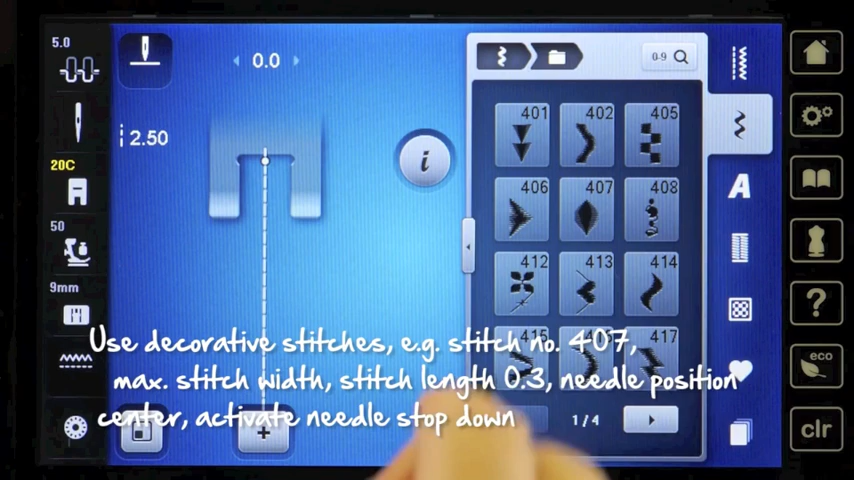 5.0
0.0
0-9
2.50
401 402 405
20C
406 407 408
50
412 413 414
9mm
415 417
Use decorative stitches, e.g. stitch no. 407,
max. stitch width, stitch length 0.3, needle position
center, activate needle stop down
1/4
i
A
?
eco
clr